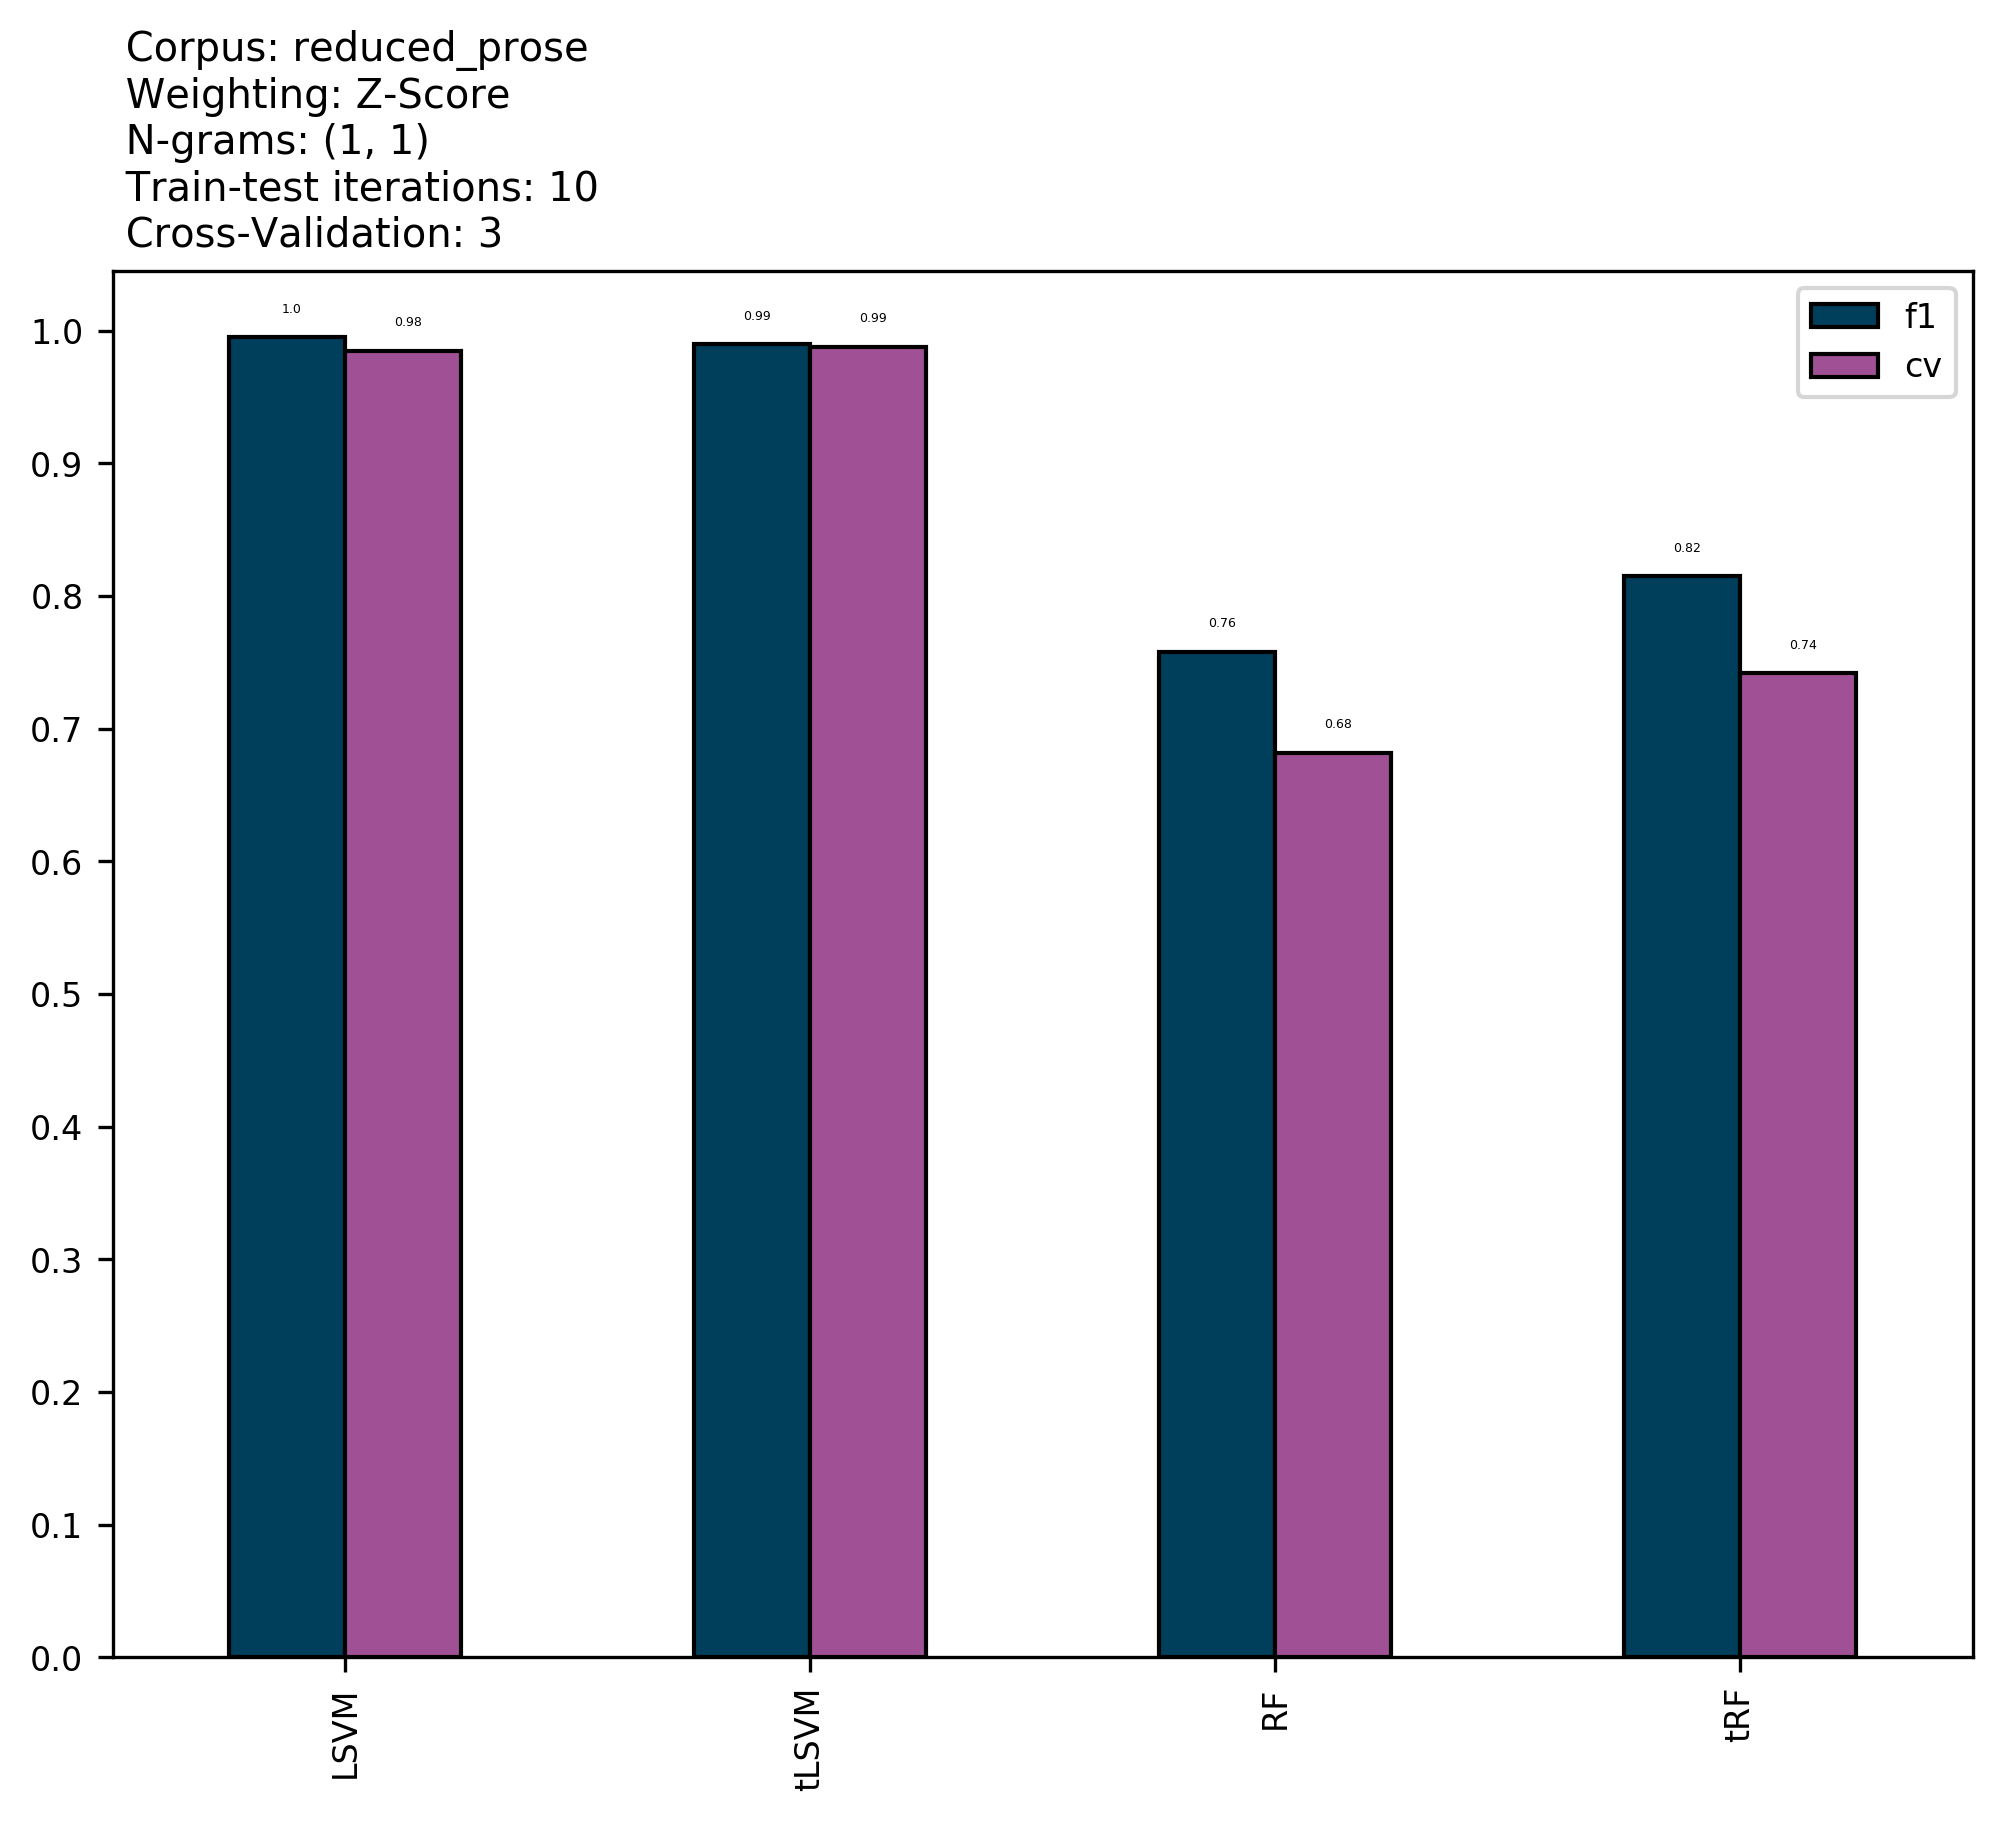 Corpus: reduced_prose
Weighting: Z-Score
N-grams: (1, 1)
Train-test iterations: 10
Cross-Validation: 3
f1
cv
1.0
0.98
0.99
0.99
0.76
0.68
0.82
0.74
1.0
0.9
0.8
0.7
0.6
0.5
0.4
0.3
0.2
0.1
0.0
LSVM
tLSVM
RF
tRF